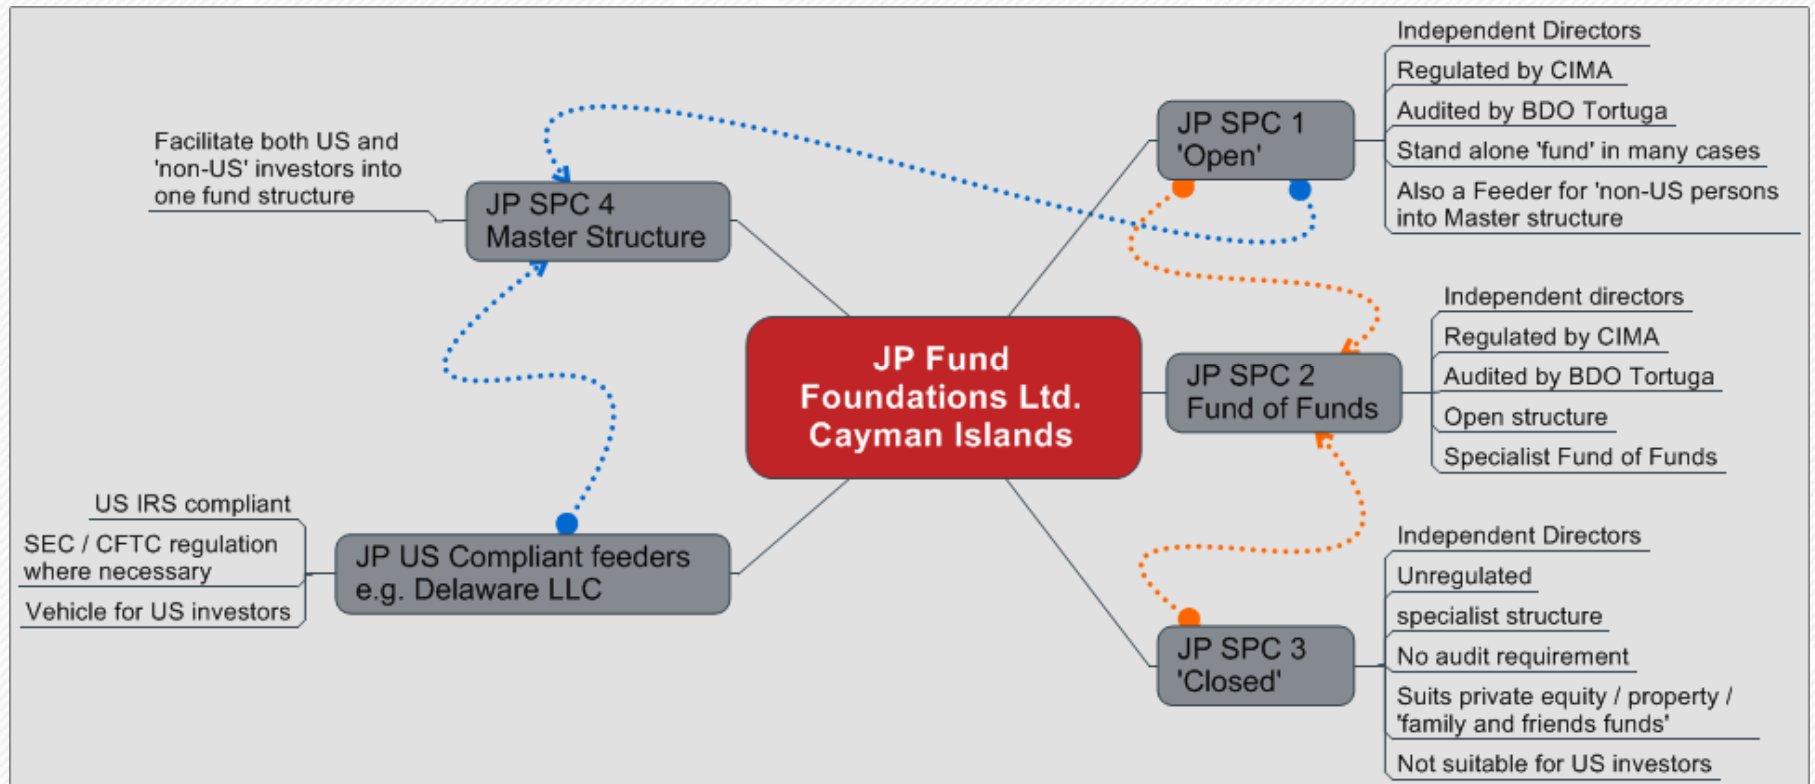 Independent Directors
Regulated by CIMA
Audited by BDO Tortuga
Stand alone 'fund' in many cases
Also a Feeder for 'non-US persons
into Master structure
JP SPC 1
'Open'
Facilitate both US and
'non-US' investors into
one fund structure
JP SPC 4
Master Structure
JP Fund
Foundations Ltd.
Cayman Islands
JP SPC 2
Fund of Funds
Independent directors
Regulated by CIMA
Audited by BDO Tortuga
Open structure
Specialist Fund of Funds
US IRS compliant
SEC / CFTC regulation
where necessary
Vehicle for US investors
JP US Compliant feeders
e.g. Delaware LLC
JP SPC 3
'Closed'
Independent Directors
Unregulated
specialist structure
No audit requirement
Suits private equity / property /
'family and friends funds'
Not suitable for US investors